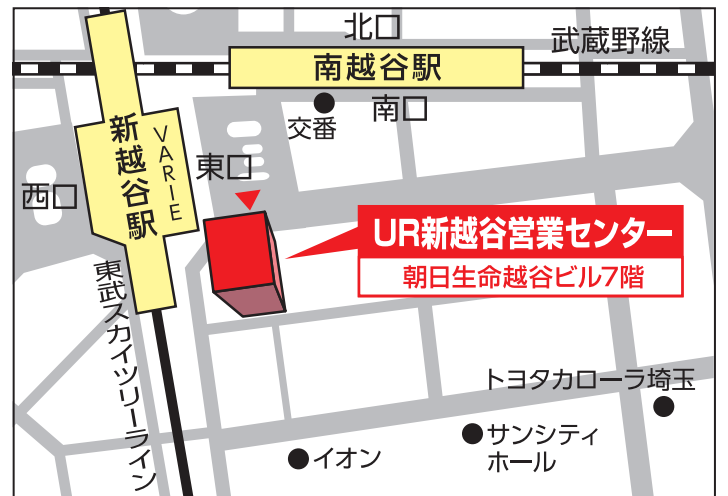 北口
武蔵野線
南越谷駅
南口
交番
新越谷駅
VARIE
東口
西口
UR新越谷営業センター
朝日生命越谷ビル7階
東武スカイツリーライン
トヨタカローラ埼玉
サンシティ
ホール
イオン